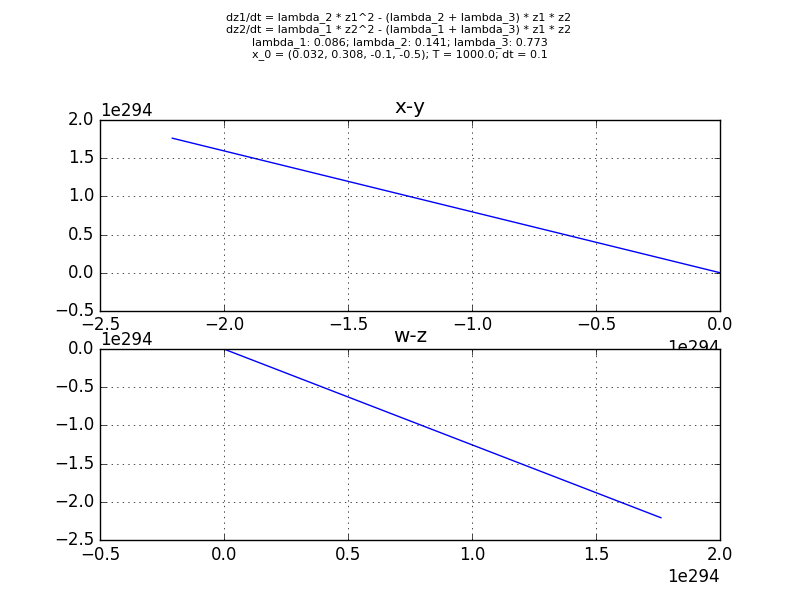 dz1/dt = lambda_2 * z1^2 - (lambda_2 + lambda_3) * z1 * z2
dz2/dt = lambda_1 * z2^2 - (lambda_1 + lambda_3) * z1 * z2
lambda_1: 0.086; lambda_2: 0.141; lambda_3: 0.773
x_0 = (0.032, 0.308, -0.1, -0.5); T = 1000.0; dt = 0.1
1e294
x-y
2.0
1.5
1.0
0.5
0.0
−0.5
−2.5 −2.0 −1.5 −1.0 −0.5 0.0
1e294
1e294
w-z
0.0
−0.5
−1.0
−1.5
−2.0
−2.5
−0.5 0.0 0.5 1.0 1.5 2.0
1e294